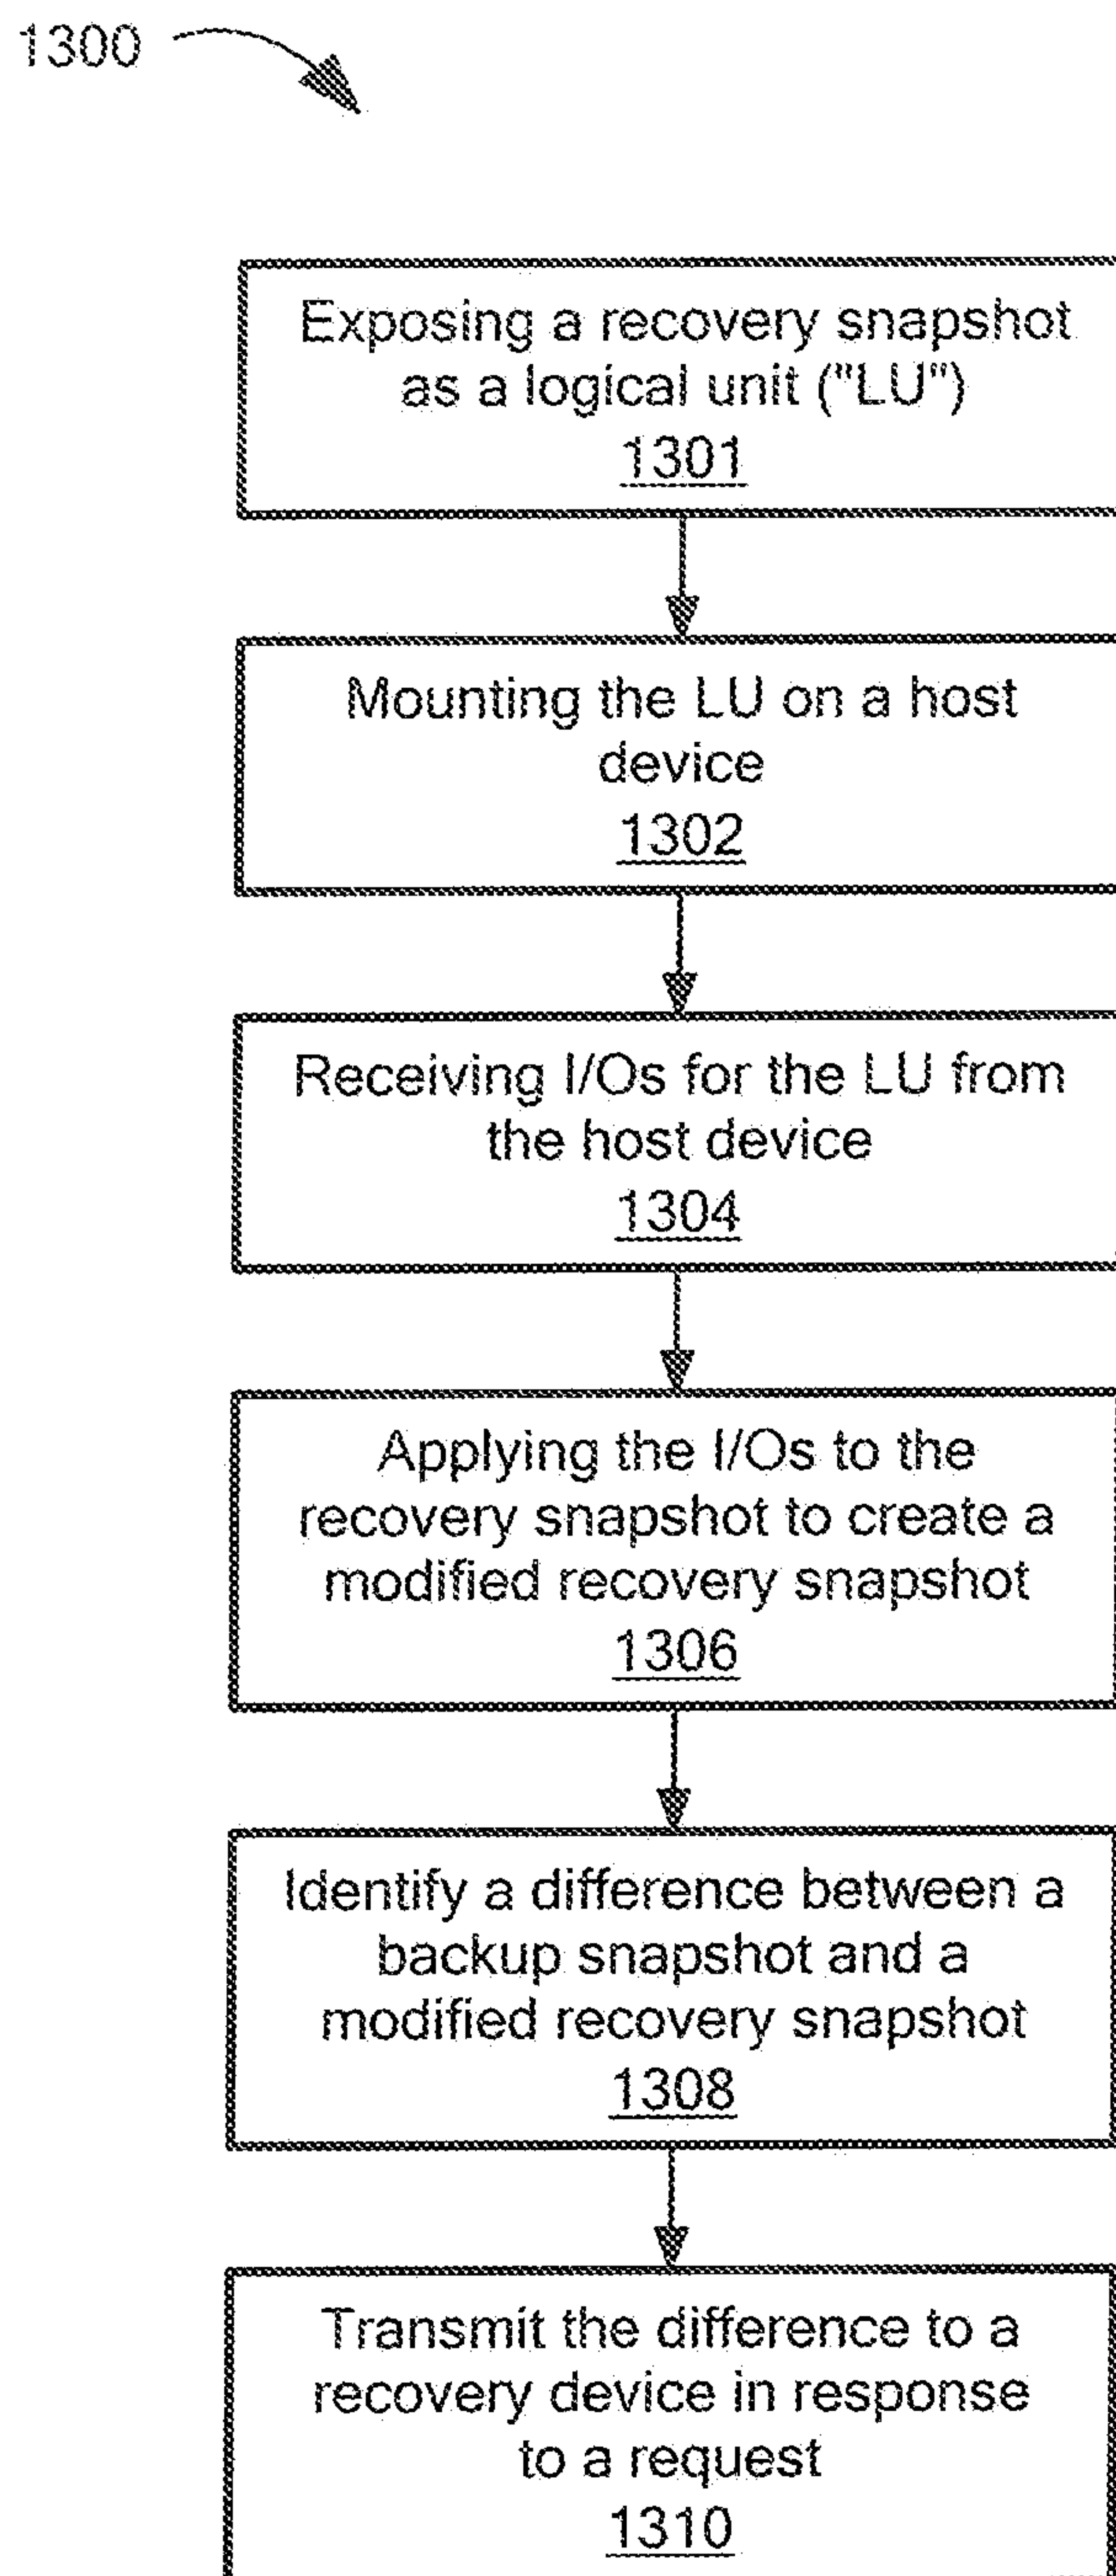 1300
Exposing a recovery snapshot
as a logical unit ("LU")
1301
Mounting the LU on a host
device
1302
Receiving I/Os for the LU from
the host device
1304
Applying the I/Os to the
recovery snapshot to create a
modified recovery snapshot
1306
Identify a difference between a
backup snapshot and a
modified recovery snapshot
1308
Transmit the difference to a
recovery device in response
to a request
1310